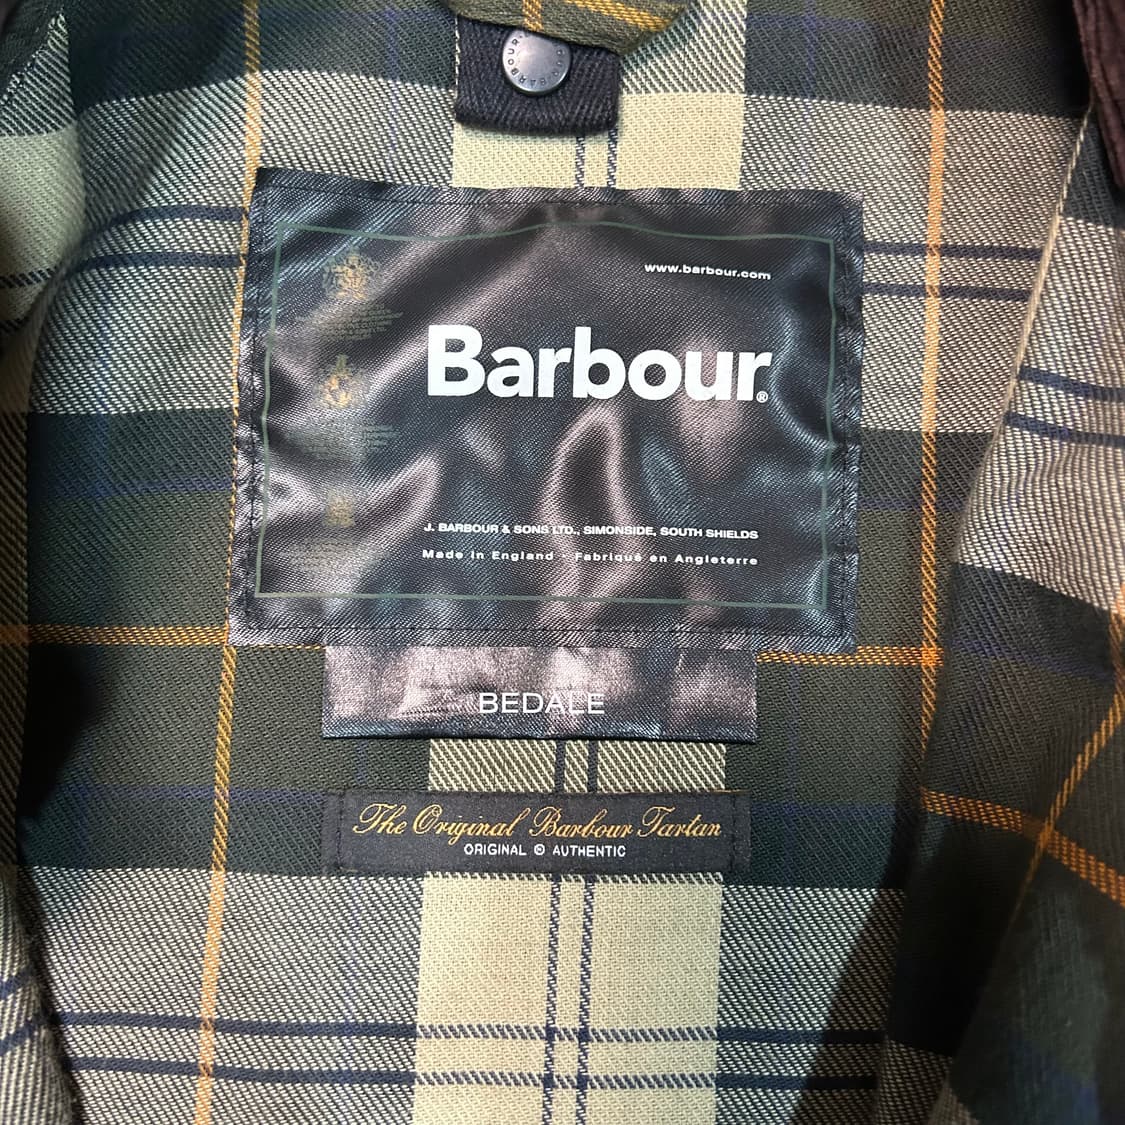 BARBOUR
www.barbour.com
Barbour®
J. BARBOUR & SONS LTD., SIMONSIDE, SOUTH SHIELDS
Made in England - Fabriqué en Angleterre
BEDALE
The Original Barbour Tartan
ORIGINAL © AUTHENTIC